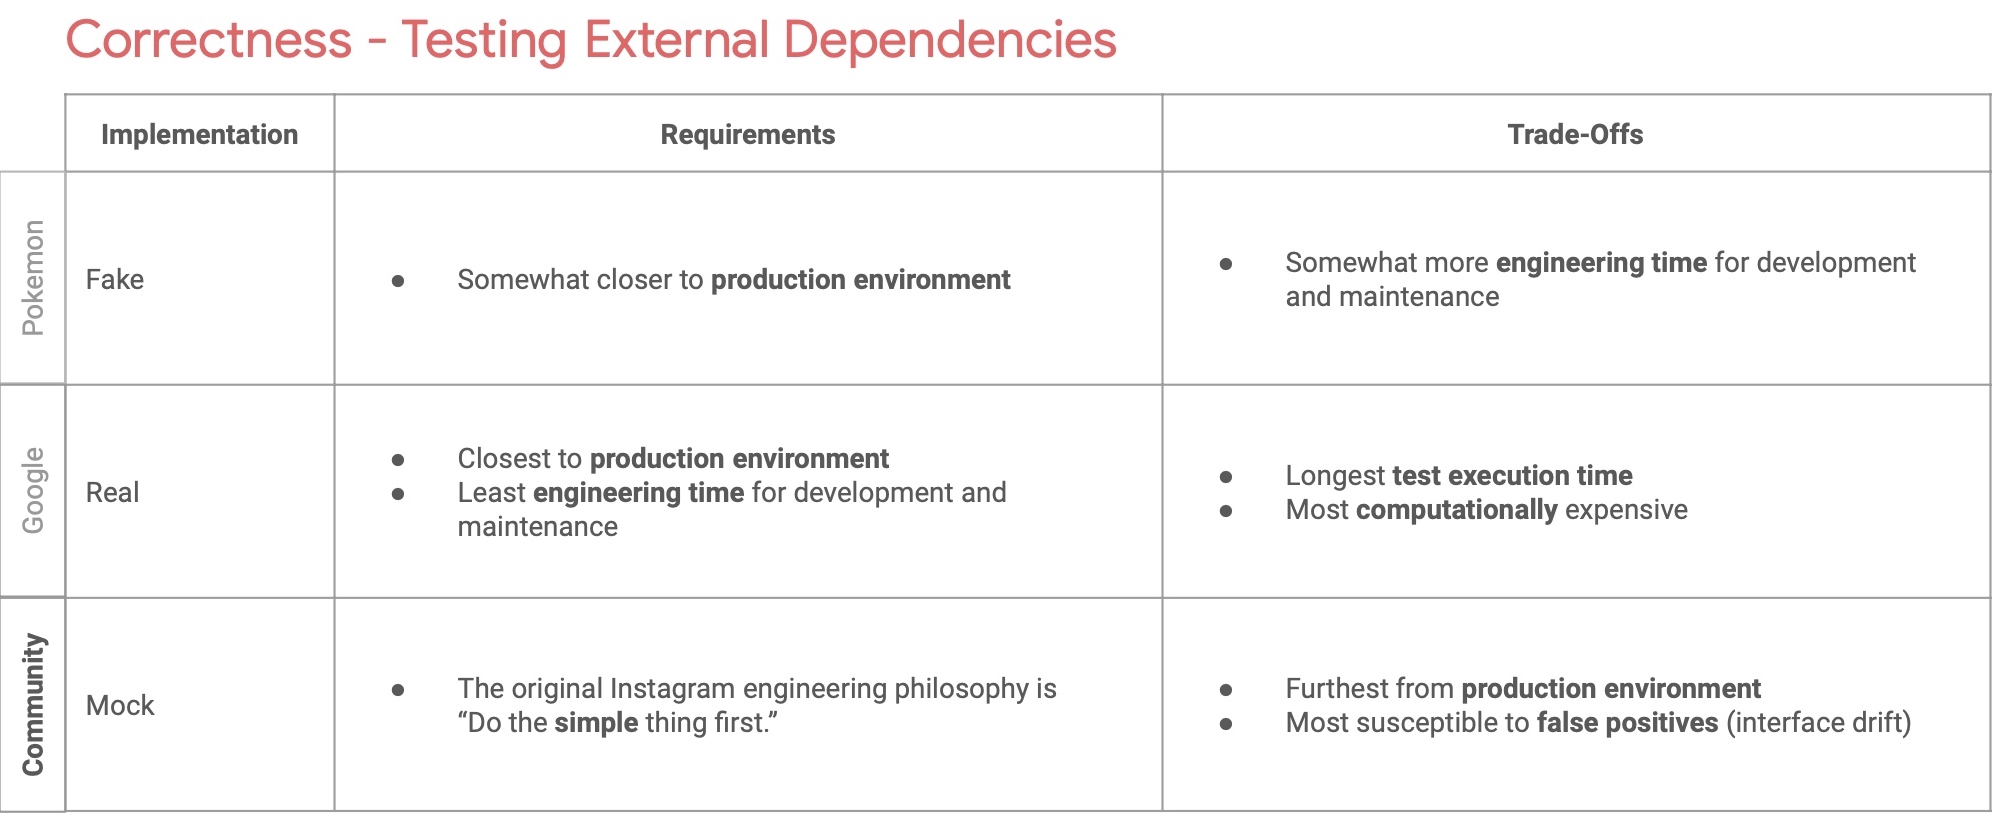 Correctness - Testing External Dependencies
Implementation
Requirements
Trade-Offs
Pokemon
Fake
● Somewhat closer to production environment
● Somewhat more engineering time for development
and maintenance
Google
Real
● Closest to production environment
● Least engineering time for development and
maintenance
● Longest test execution time
● Most computationally expensive
Community
Mock
● The original Instagram engineering philosophy is
“Do the simple thing first.”
● Furthest from production environment
● Most susceptible to false positives (interface drift)